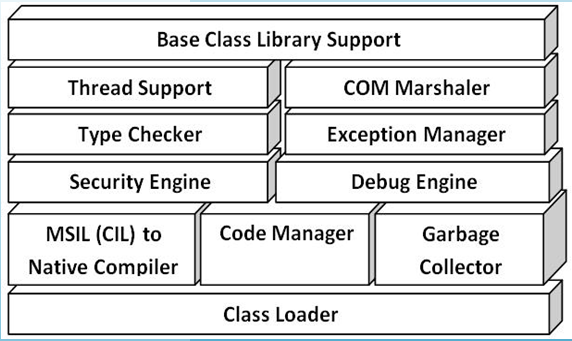 Base Class Library Support
Thread Support
COM Marshaler
Type Checker
Exception Manager
Security Engine
Debug Engine
MSIL (CIL) to
Native Compiler
Code Manager
Garbage
Collector
Class Loader